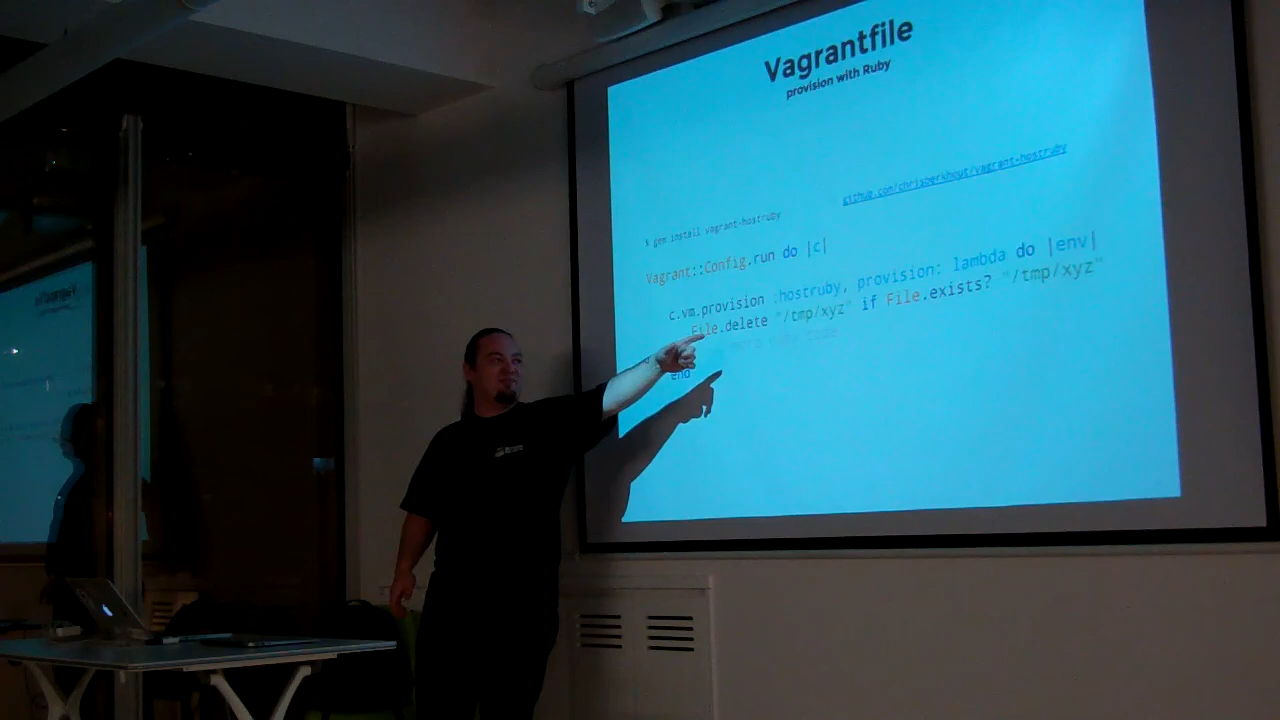 Vagrantfile
provision with Ruby
github.com/chrisberkhout/vagrant-hostruby
$ gem install vagrant-hostruby
Vagrant::Config.run do |c|
c.vm.provision :hostruby, provision: lambda do |env|
File.delete "/tmp/xyz" if File.exists? "/tmp/xyz"
code
end